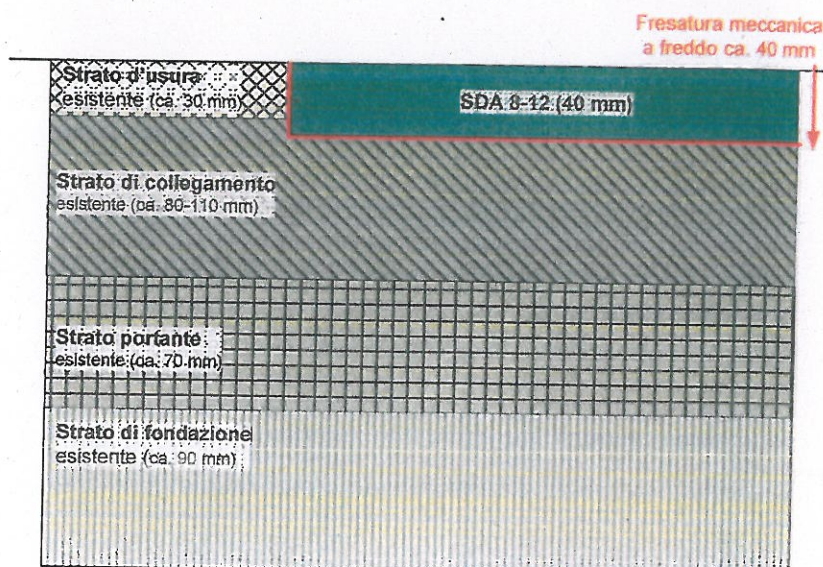 Fresatura meccanica
a freddo ca. 40 mm
Strato d'usura
esistente (ca. 30 mm)
SDA 8-12 (40 mm)
Strato di collegamento
esistente (ca. 80-110 mm)
Strato portante
esistente (ca. 70 mm)
Strato di fondazione
esistente (ca. 90 mm)